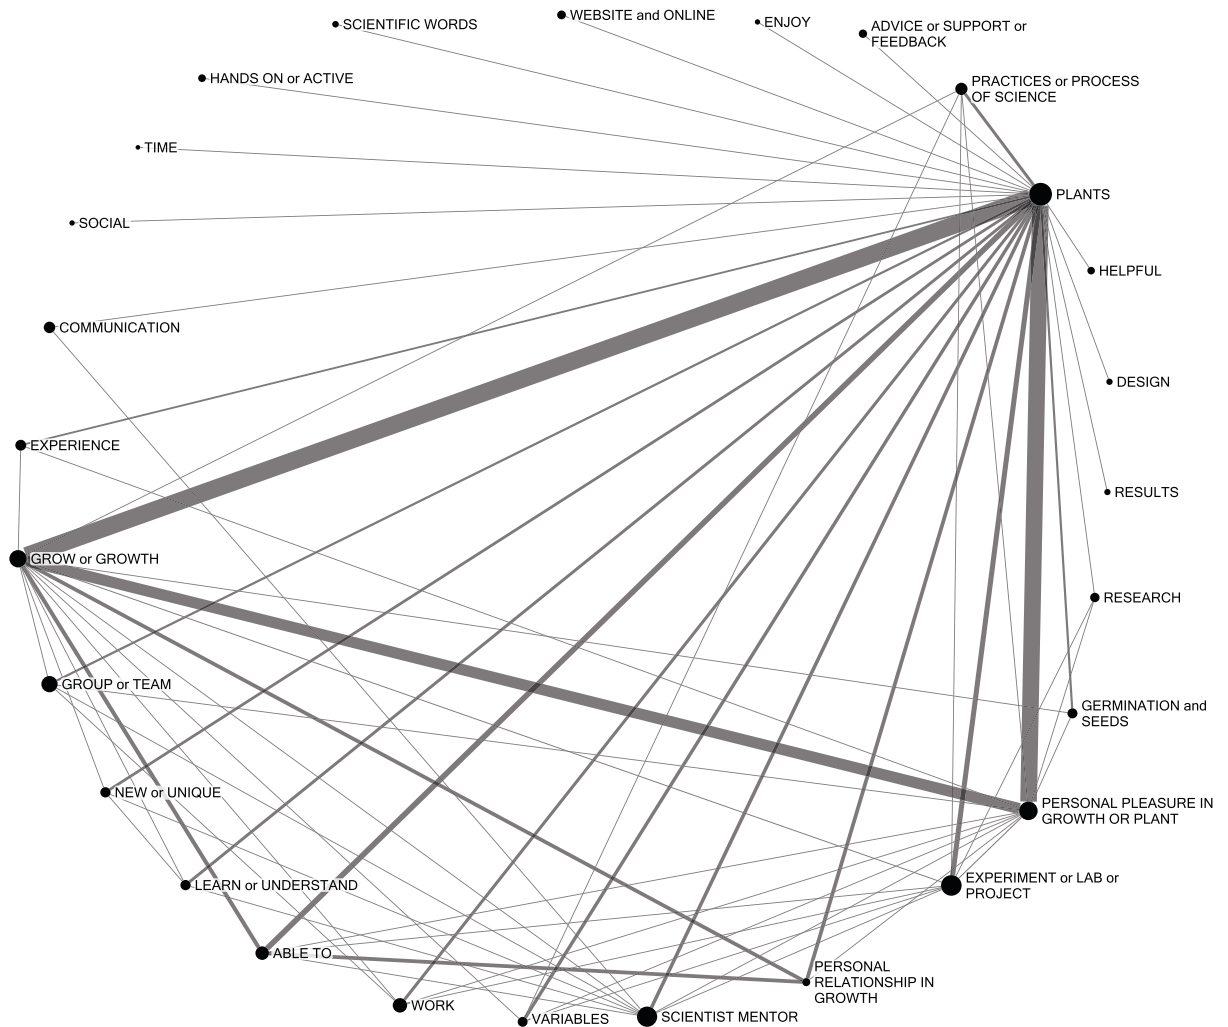 WEBSITE and ONLINE
ENJOY
SCIENTIFIC WORDS
ADVICE or SUPPORT or
FEEDBACK
HANDS ON or ACTIVE
PRACTICES or PROCESS
OF SCIENCE
TIME
PLANTS
SOCIAL
HELPFUL
COMMUNICATION
DESIGN
EXPERIENCE
RESULTS
GROW or GROWTH
RESEARCH
GROUP or TEAM
GERMINATION and
SEEDS
NEW or UNIQUE
PERSONAL PLEASURE IN
GROWTH OR PLANT
LEARN or UNDERSTAND
EXPERIMENT or LAB or
PROJECT
ABLE TO
PERSONAL
RELATIONSHIP IN
GROWTH
WORK
VARIABLES
SCIENTIST MENTOR